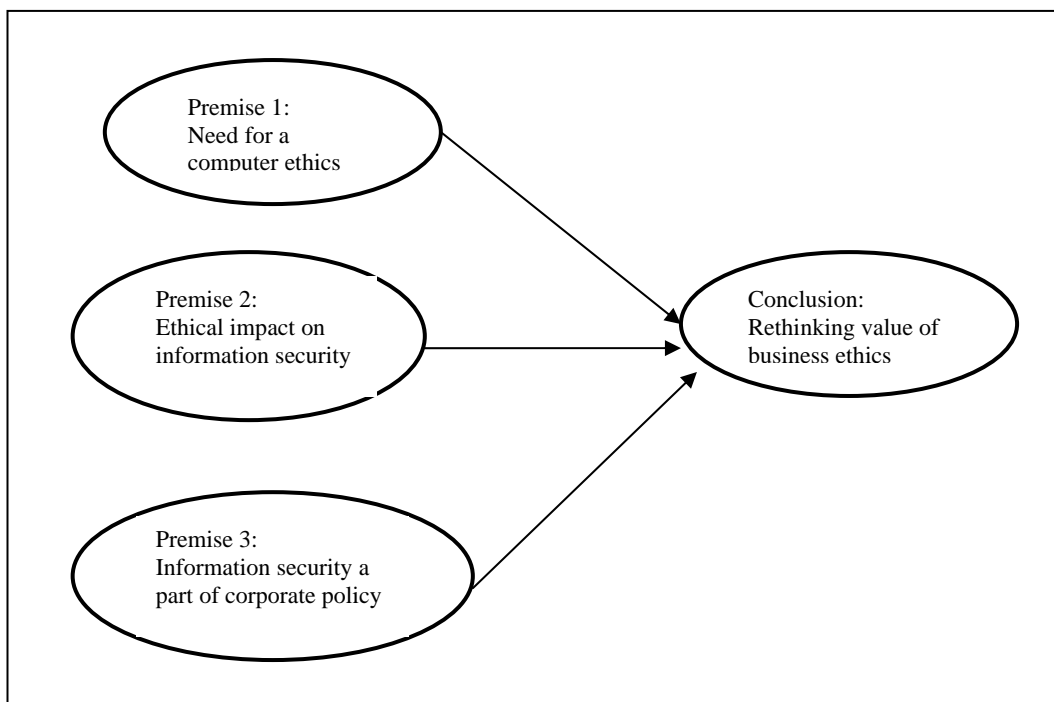 Premise 1:
Need for a
computer ethics
Premise 2:
Ethical impact on
information security
Premise 3:
Information security a
part of corporate policy
Conclusion:
Rethinking value of
business ethics